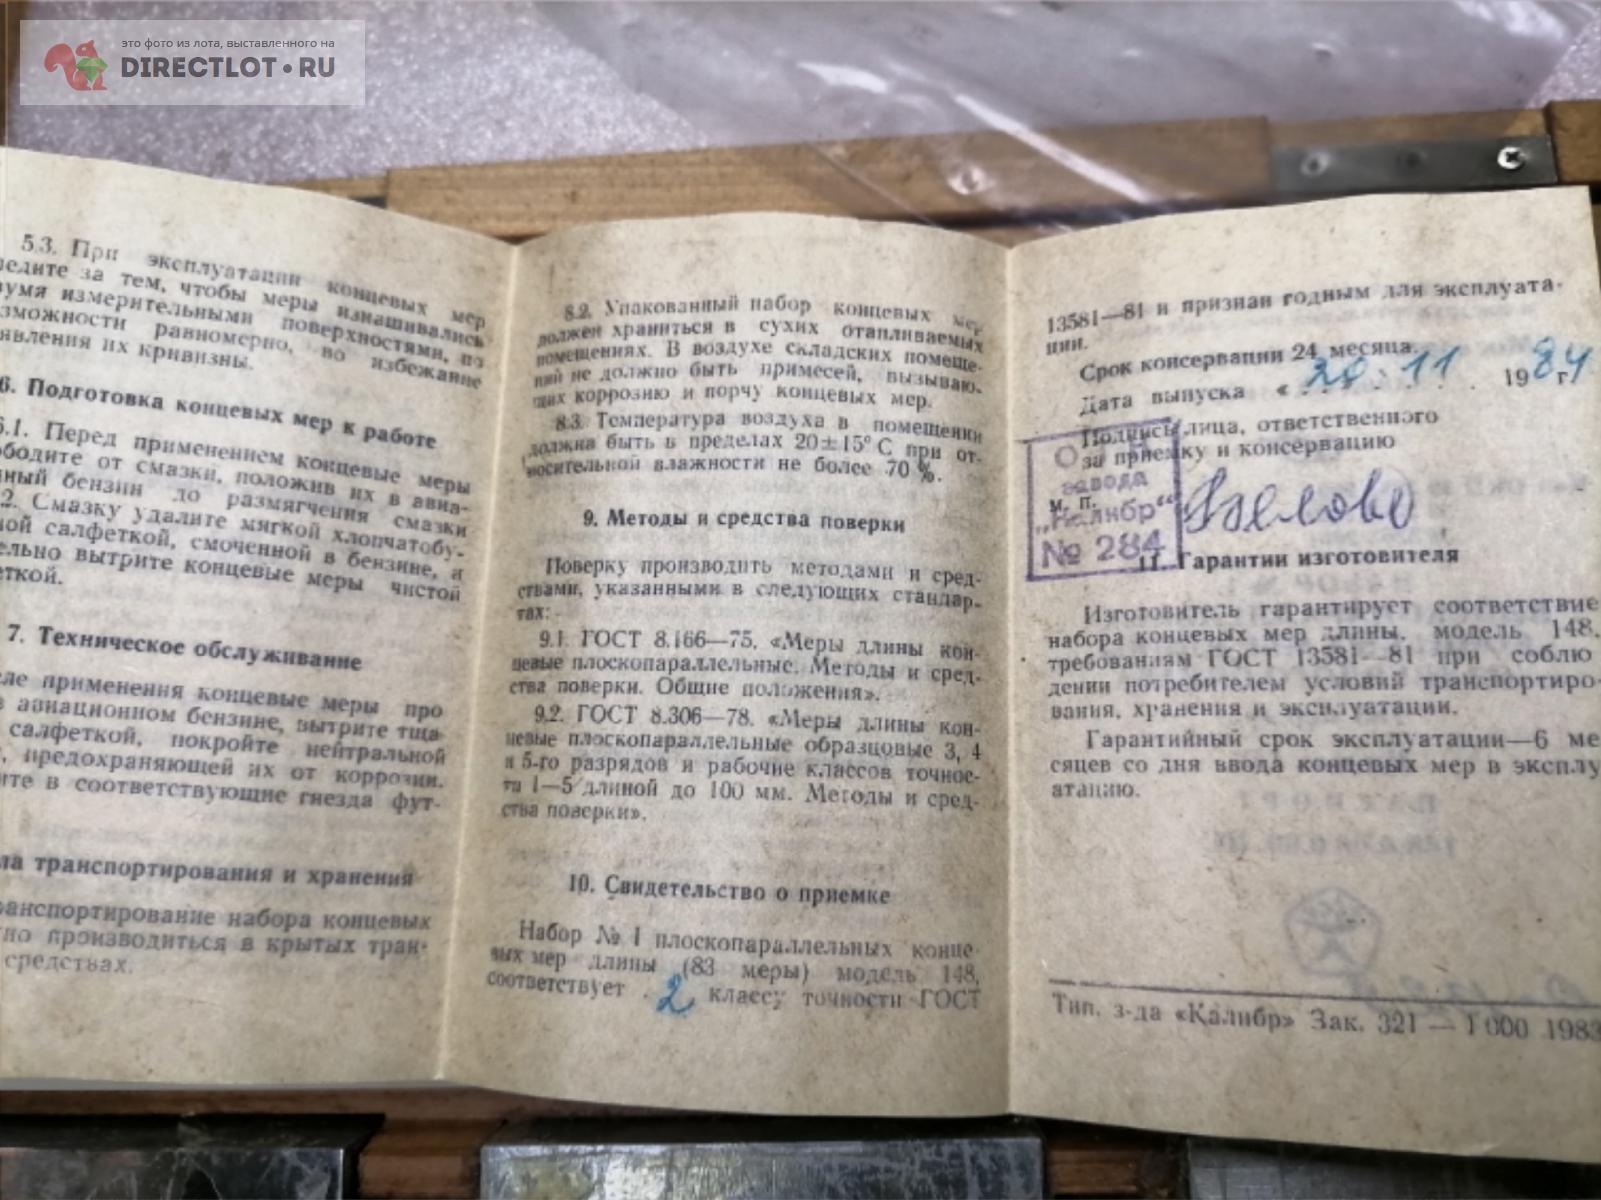 это фото из лота, выставленного на
DIRECTLOT.RU
5.3. При эксплуатации концевых мер
ледите за тем, чтобы меры изнашивались
вумя измерительными поверхностями, по
зможности равномерно, во избежание
явления их кривизны.
6. Подготовка концевых мер к работе
6.1. Перед применением концевые меры
ободите от смазки, положив их в авиа-
нный бензин до размягчения смазки
2. Смазку удалите мягкой хлопчатобу-
ной салфеткой, смоченной в бензине, и
ельно вытрите концевые меры чистой
еткой.
7. Техническое обслуживание
сле применения концевые меры про
в авиационном бензине, вытрите тща-
салфеткой, покройте нейтральной
, предохраняющей их от коррозии.
ите в соответствующие гнезда фут-
ла транспортирования и хранения
ранспортирование набора концевых
но производиться в крытых тран-
средствах.
8.2. Упакованный набор концевых мер
должен храниться в сухих отапливаемых
помещениях. В воздухе складских помеще-
ний не должно быть примесей, вызываю-
щих коррозию и порчу концевых мер.
8.3. Температура воздуха в помещении
должна быть в пределах 20±15° С при от-
носительной влажности не более 70 %.
9. Методы и средства поверки
Поверку производить методами и сред-
ствами, указанными в следующих стандар-
тах:
9.1. ГОСТ 8.166—75. «Меры длины кон-
цевые плоскопараллельные. Методы и сред-
ства поверки. Общие положения».
9.2. ГОСТ 8.306—78. «Меры длины кон-
цевые плоскопараллельные образцовые 3, 4
и 5-го разрядов и рабочие классов точнос-
ти 1—5 длиной до 100 мм. Методы и сред-
ства поверки».
10. Свидетельство о приемке
Набор № 1 плоскопараллельных конце-
вых мер длины (83 меры) модель 148,
соответствует 2 классу точности ГОСТ
13581—81 и признан годным для эксплуата-
ции.
Срок консервации 24 месяца.
Дата выпуска « 20.11 1984 г
Подпись лица, ответственного
за приемку и консервацию
завода
м. п.
„Калибр“
№ 284
11. Гарантии изготовителя
Изготовитель гарантирует соответствие
набора концевых мер длины, модель 148,
требованиям ГОСТ 13581—81 при соблю
дении потребителем условий транспортиро-
вания, хранения и эксплуатации.
Гарантийный срок эксплуатации—6 ме
сяцев со дня ввода концевых мер в эксплу
атацию.
Тип. з-да «Калибр» Зак. 321 — 1000 1983